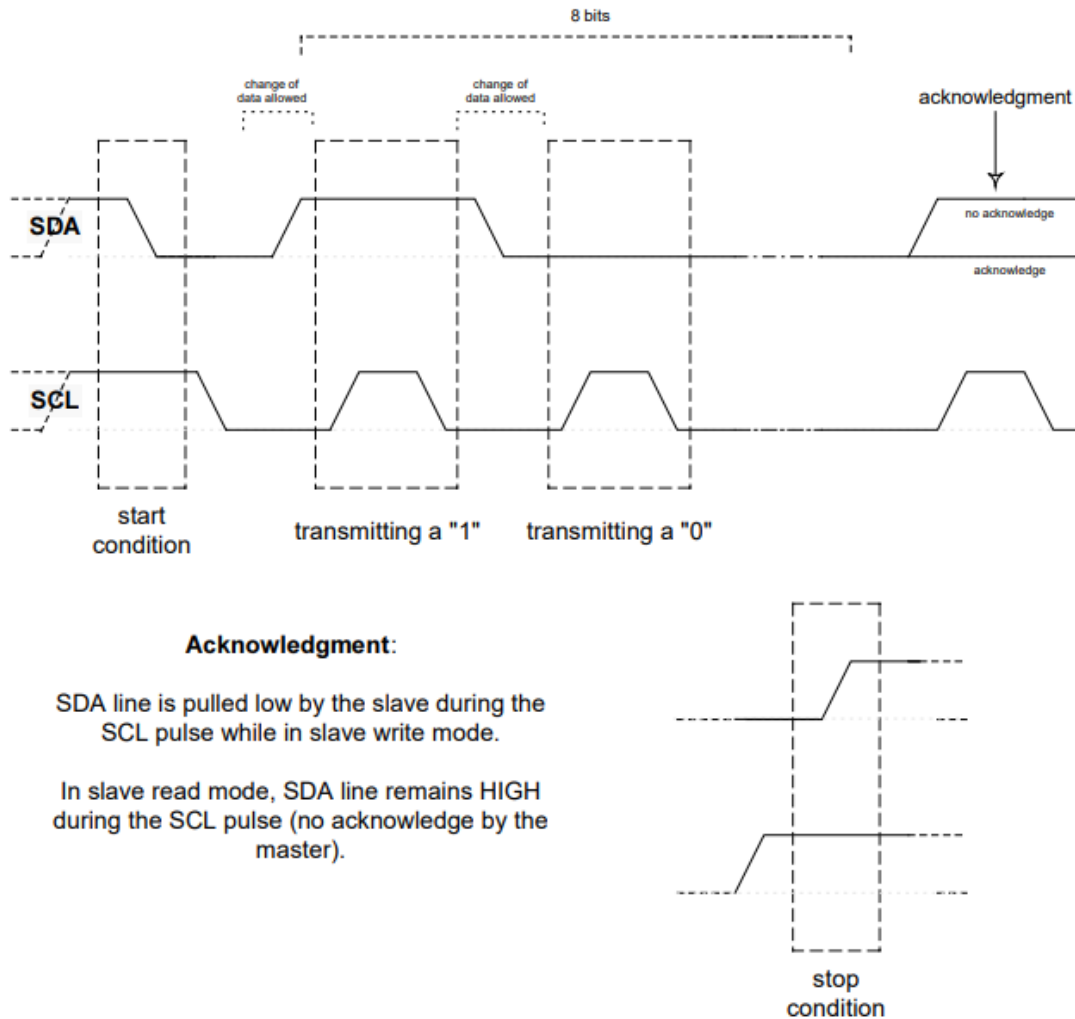 8 bits
change of
data allowed
change of
data allowed
acknowledgment
SDA
no acknowledge
acknowledge
SCL
start
condition
transmitting a "1"
transmitting a "0"
Acknowledgment:
SDA line is pulled low by the slave during the
SCL pulse while in slave write mode.
In slave read mode, SDA line remains HIGH
during the SCL pulse (no acknowledge by the
master).
stop
condition